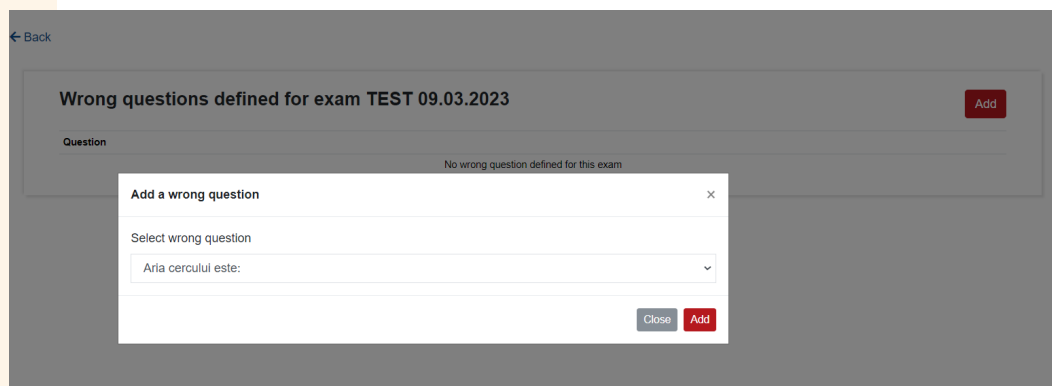 ← Back
Wrong questions defined for exam TEST 09.03.2023
Add
Question
No wrong question defined for this exam
Add a wrong question
×
Select wrong question
Aria cercului este:
Close Add